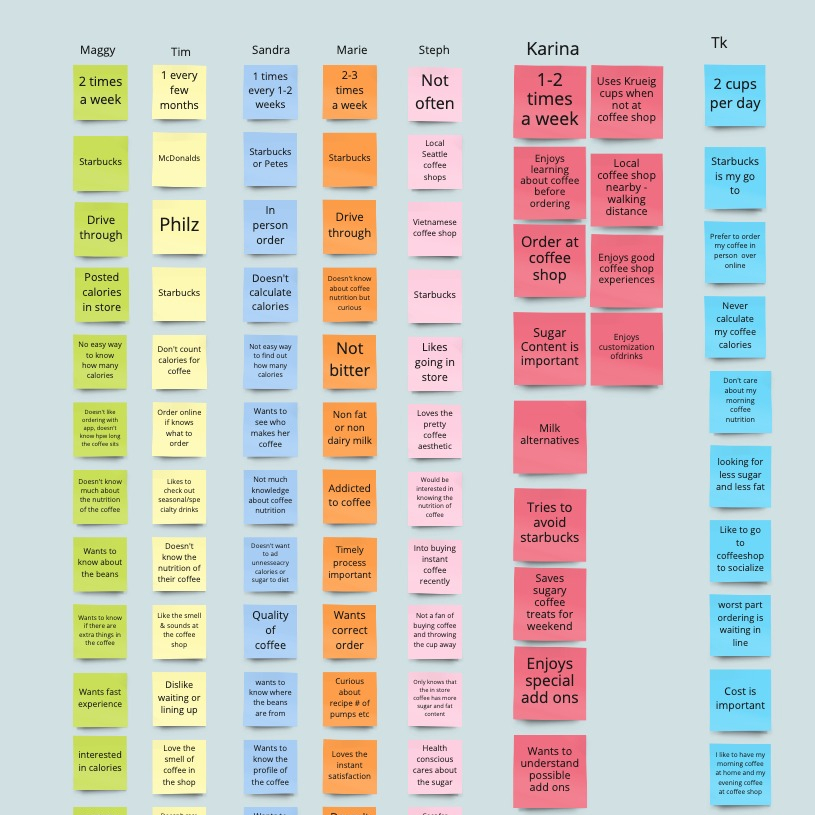 Maggy
2 times
a week
Starbucks
Drive
through
Posted
calories
in store
No easy way
to know
how many
calories
Doesn't like
ordering with
app, doesn't
know hpw long
the coffee sits
Doesn't know
much about
the nutrition
of the coffee
Wants to
know about
the beans
Wants to know
if there are
extra things in
the coffee
Wants fast
experience
interested
in calories
Tim
1 every
few
months
McDonalds
Philz
Starbucks
Don't count
calories for
coffee
Order online
if knows
what to
order
Likes to
check out
seasonal/spe
cialty drinks
Doesn't
know the
nutrition of
their coffee
Like the smell
& sounds at
the coffee
shop
Dislike
waiting or
lining up
Love the
smell of
coffee in
the shop
Sandra
1 times
every 1-2
weeks
Starbucks
or Petes
In
person
order
Doesn't
calculate
calories
Not easy way
to find out
how many
calories
Wants to
see who
makes her
coffee
Not much
knowledge
about coffee
nutrition
Doesn't want
to ad
unnesseacry
calories or
sugar to diet
Quality
of
coffee
wants to
know where
the beans
are from
Wants to
know the
profile of
the coffee
Marie
2-3
times
a week
Starbucks
Drive
through
Doesn't know
about coffee
nutrition but
curious
Not
bitter
Non fat
or non
dairy milk
Addicted
to coffee
Timely
process
important
Wants
correct
order
Curious
about
recipe # of
pumps etc
Loves the
instant
satisfaction
Steph
Not
often
Local
Seattle
coffee
shops
Vietnamese
coffee shop
Starbucks
Likes
going in
store
Loves the
pretty
coffee
aesthetic
Would be
interested in
knowing the
nutrition of
coffee
Into buying
instant
coffee
recently
Not a fan of
buying coffee
and throwing
the cup away
Only knows that
the in store
coffee has more
sugar and fat
content
Health
conscious
cares about
the sugar
Karina
1-2
times
a week
Uses Krueig
cups when
not at
coffee shop
Enjoys
learning
about coffee
before
ordering
Local
coffee shop
nearby -
walking
distance
Order at
coffee
shop
Enjoys good
coffee shop
experiences
Sugar
Content is
important
Enjoys
customization
ofdrinks
Milk
alternatives
Tries to
avoid
starbucks
Saves
sugary
coffee
treats for
weekend
Enjoys
special
add ons
Wants to
understand
possible
add ons
Tk
2 cups
per day
Starbucks
is my go
to
Prefer to order
my coffee in
person over
online
Never
calculate
my coffee
calories
Don't care
about my
morning
coffee
nutrition
looking for
less sugar
and less fat
Like to go
to
coffeeshop
to socialize
worst part
ordering is
waiting in
line
Cost is
important
I like to have my
morning coffee
at home and my
evening coffee
at coffee shop